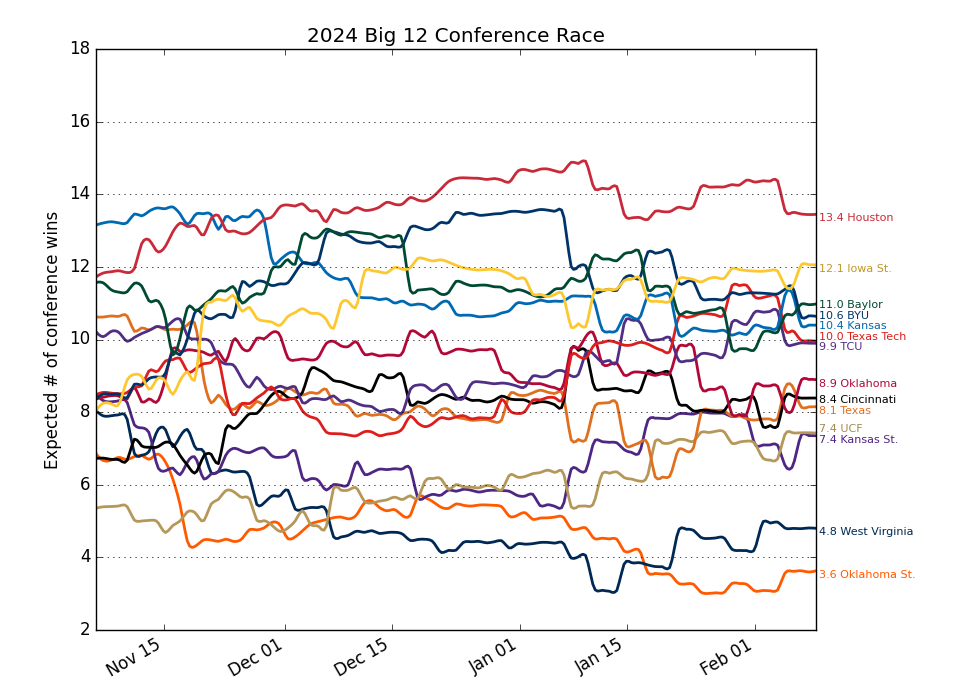 2024 Big 12 Conference Race
Expected # of conference wins
18
16
14
12
10
8
6
4
2
13.4 Houston
12.1 Iowa St.
11.0 Baylor
10.6 BYU
10.4 Kansas
10.0 Texas Tech
9.9 TCU
8.9 Oklahoma
8.4 Cincinnati
8.1 Texas
7.4 UCF
7.4 Kansas St.
4.8 West Virginia
3.6 Oklahoma St.
Nov 15
Dec 01
Dec 15
Jan 01
Jan 15
Feb 01